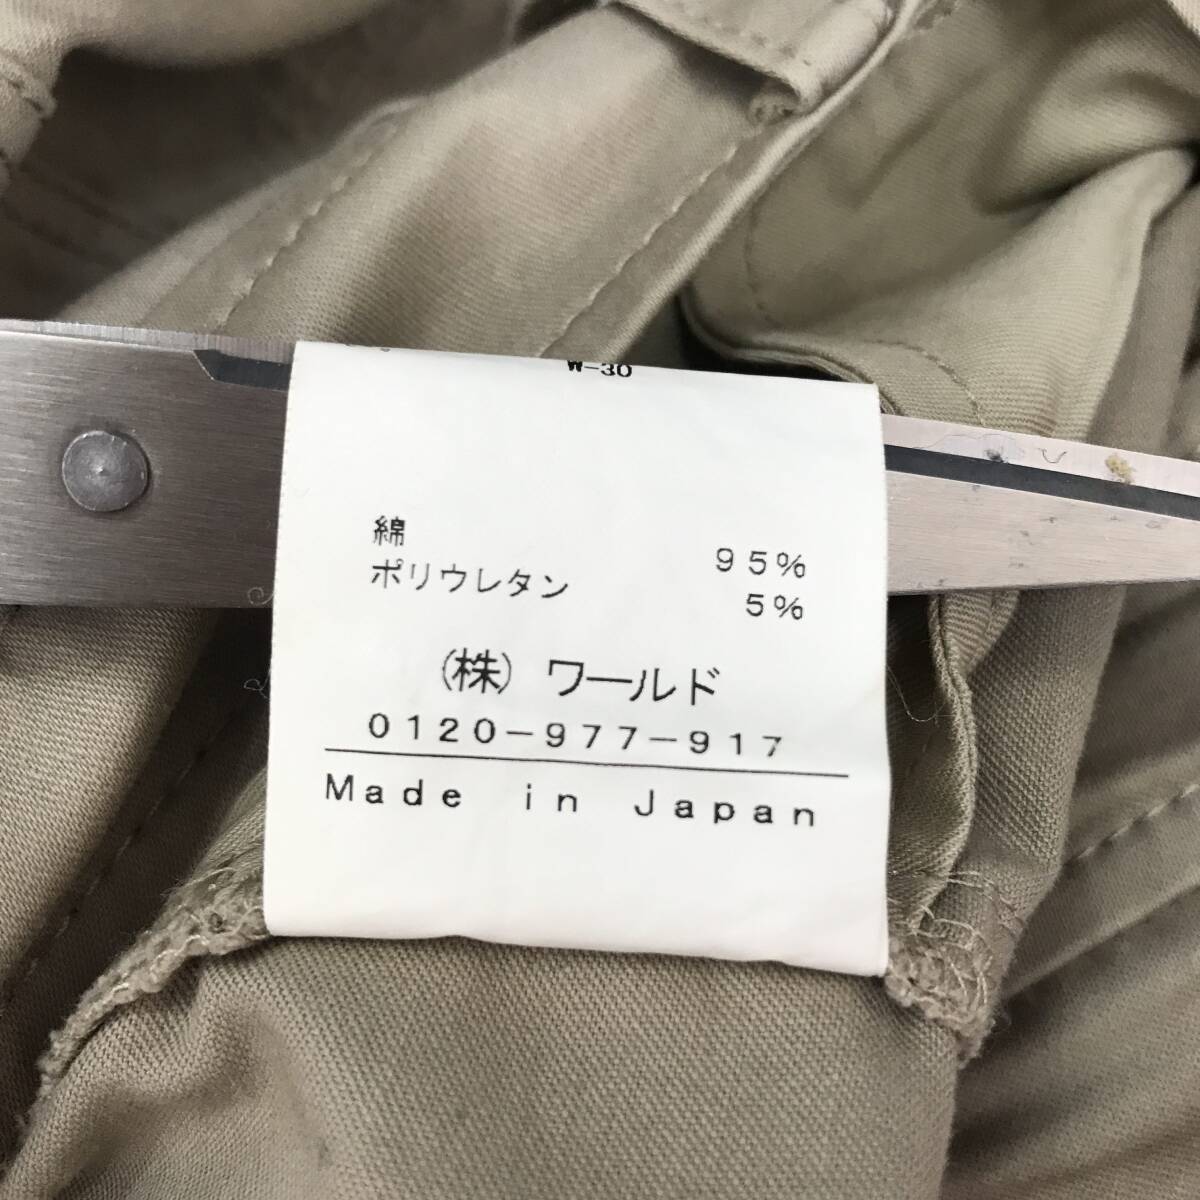 W-30
綿 95%
ポリウレタン 5%
(株) ワールド
0120-977-917
Made in Japan